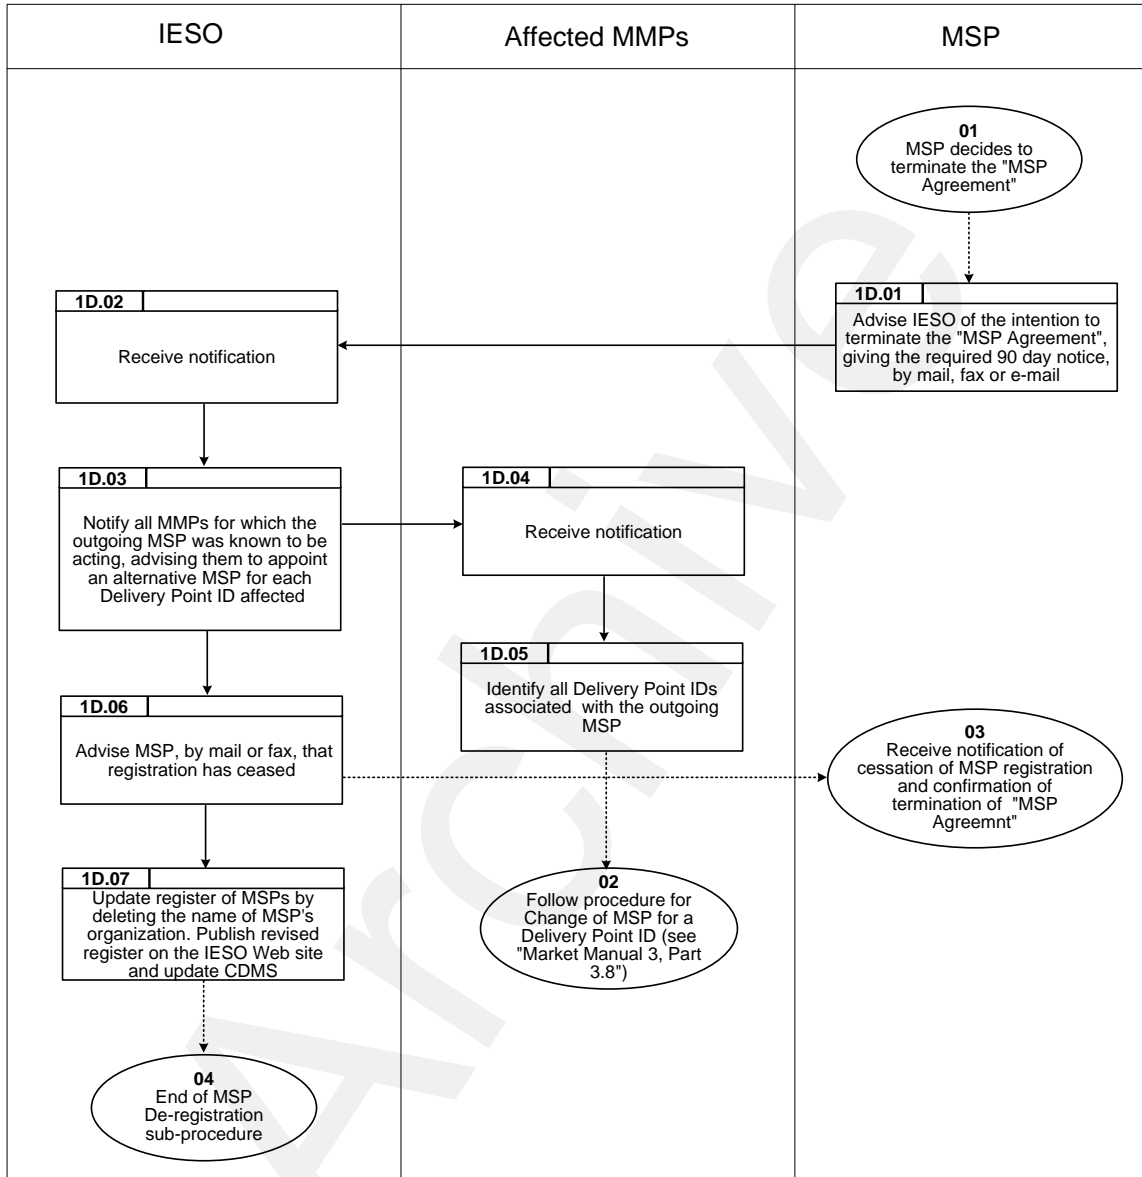 IESO
Affected MMPs
MSP
01
MSP decides to
terminate the "MSP
Agreement"
1D.01
Advise IESO of the intention to
terminate the "MSP Agreement",
giving the required 90 day notice,
by mail, fax or e-mail
1D.02
Receive notification
1D.03
Notify all MMPs for which the
outgoing MSP was known to be
acting, advising them to appoint
an alternative MSP for each
Delivery Point ID affected
1D.04
Receive notification
1D.05
Identify all Delivery Point IDs
associated with the outgoing
MSP
1D.06
Advise MSP, by mail or fax, that
registration has ceased
03
Receive notification of
cessation of MSP registration
and confirmation of
termination of "MSP
Agreemnt"
1D.07
Update register of MSPs by
deleting the name of MSP's
organization. Publish revised
register on the IESO Web site
and update CDMS
02
Follow procedure for
Change of MSP for a
Delivery Point ID (see
"Market Manual 3, Part
3.8")
04
End of MSP
De-registration
sub-procedure
Archive